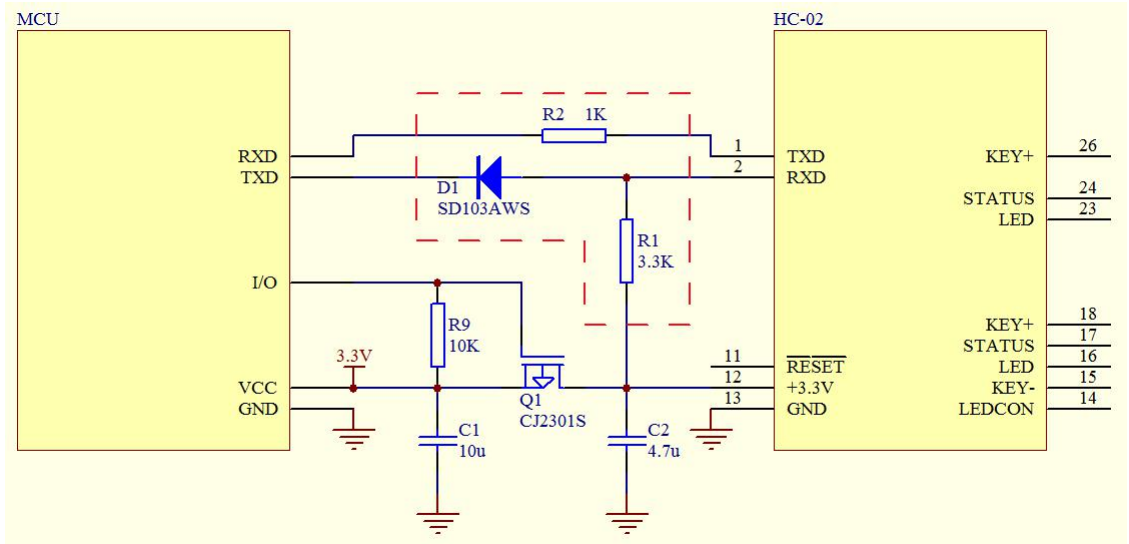 MCU
HC-02
R2 1K
RXD
1
TXD
KEY+
26
TXD
2
RXD
D1
SD103AWS
STATUS
24
LED
23
R1
3.3K
I/O
R9
10K
KEY+
18
STATUS
17
3.3V
11
RESET
LED
16
VCC
12
+3.3V
KEY-
15
GND
Q1
CJ2301S
13
GND
LEDCON
14
C1
10u
C2
4.7u